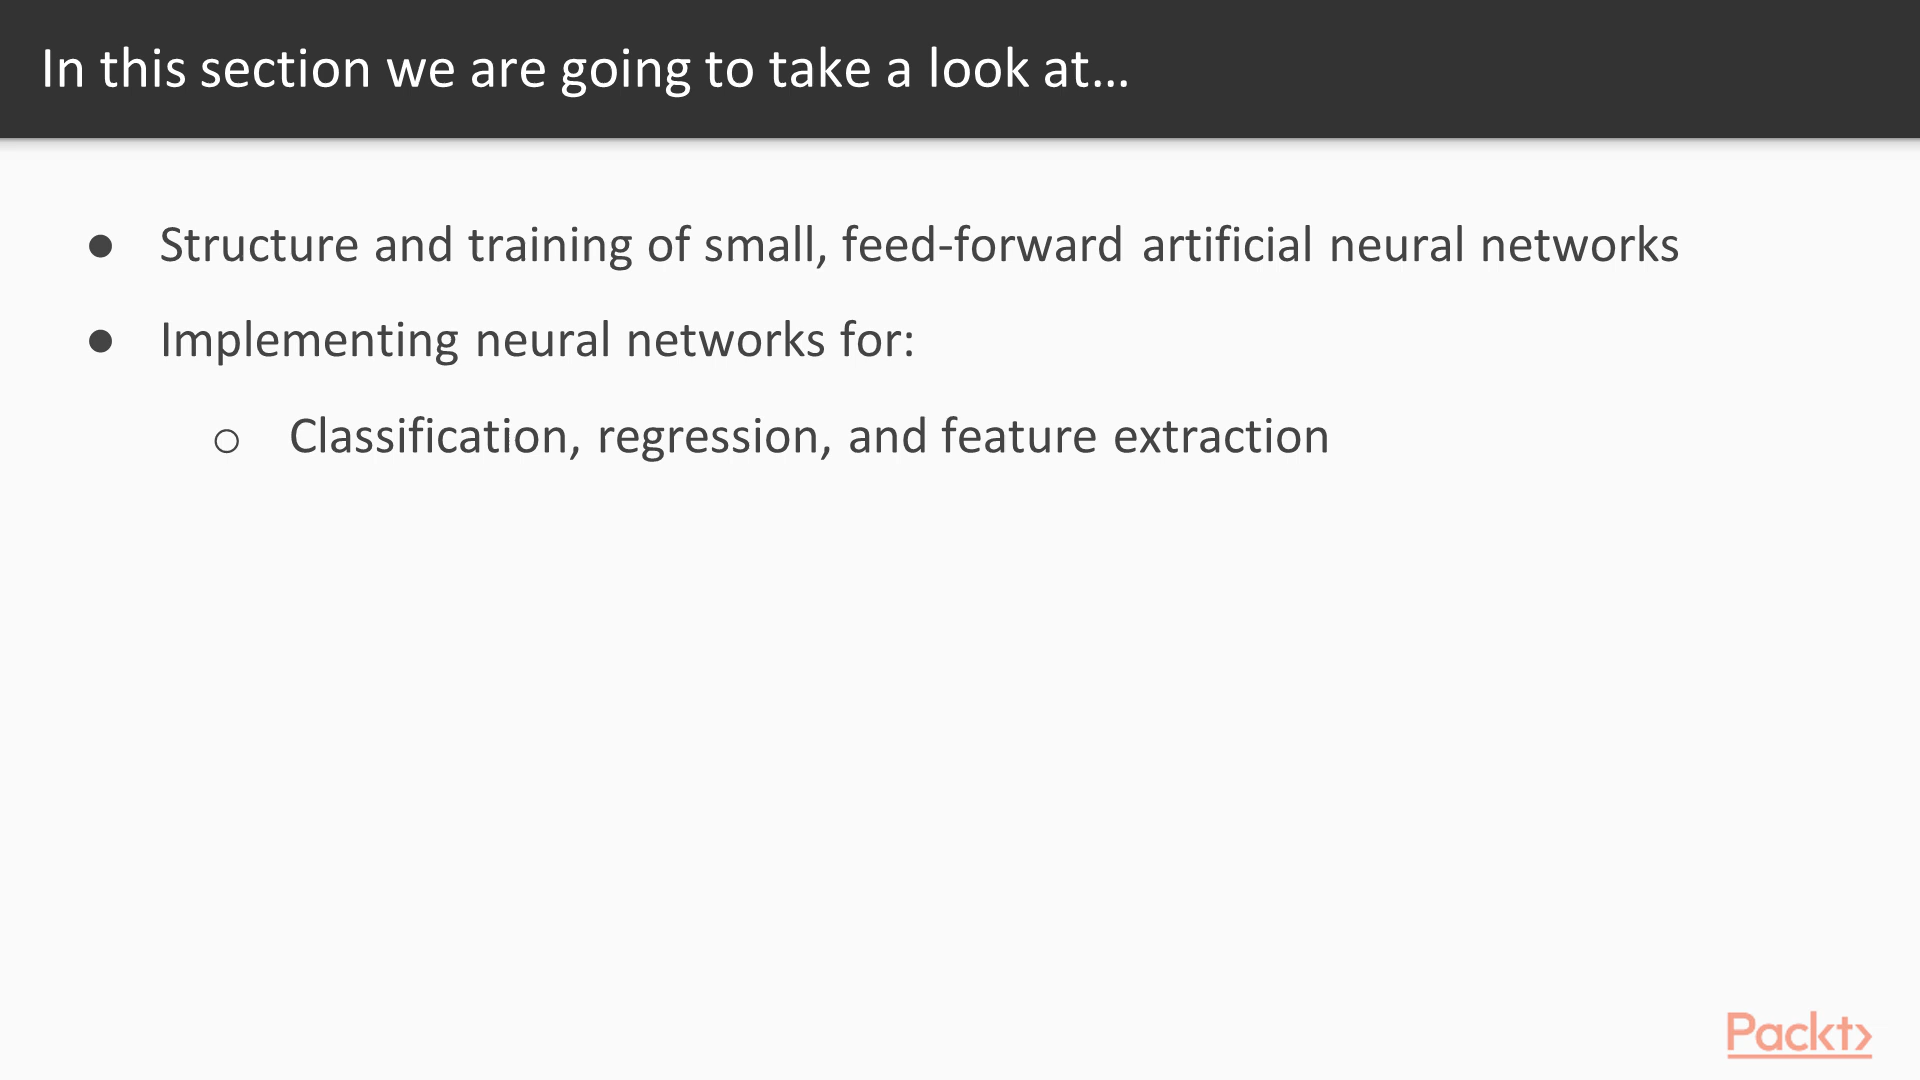 In this section we are going to take a look at...
● Structure and training of small, feed-forward artificial neural networks
● Implementing neural networks for:
○ Classification, regression, and feature extraction
Packt>